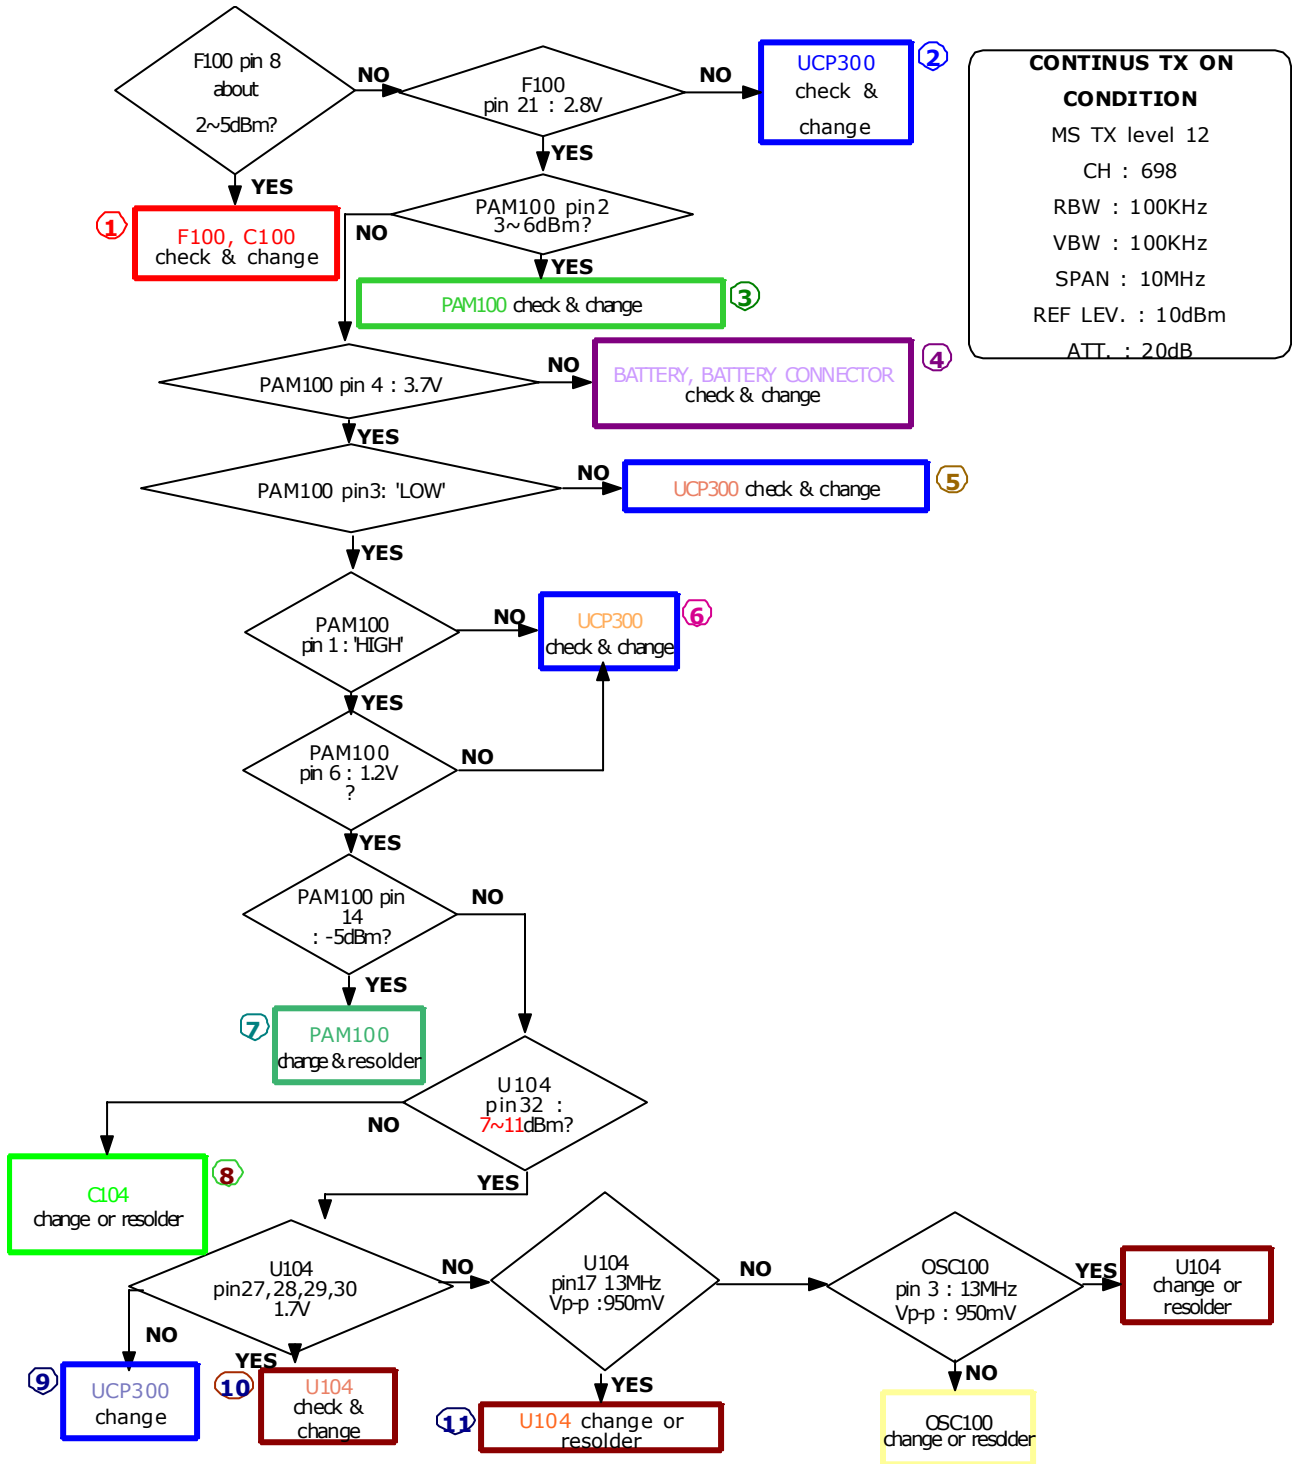 F100 pin 8
about
2~5dBm?
NO
F100
pin 21 : 2.8V
NO
UCP300
check &
change
2
CONTINUS TX ON
CONDITION
MS TX level 12
CH : 698
RBW : 100KHz
VBW : 100KHz
SPAN : 10MHz
REF LEV. : 10dBm
ATT. : 20dB
YES
YES
1
F100, C100
check & change
PAM100 pin2
3~6dBm?
NO
YES
PAM100 check & change
3
PAM100 pin 4 : 3.7V
NO
BATTERY, BATTERY CONNECTOR
check & change
4
YES
PAM100 pin3: 'LOW'
NO
UCP300 check & change
5
YES
PAM100
pin 1 : 'HIGH'
NO
UCP300
check & change
6
YES
PAM100
pin 6 : 1.2V
?
NO
YES
PAM100 pin
14
: -5dBm?
NO
YES
7
PAM100
change & resolder
U104
pin32 :
7~11dBm?
NO
YES
C104
change or resolder
8
U104
pin27,28,29,30
1.7V
NO
U104
pin17 13MHz
Vp-p :950mV
NO
OSC100
pin 3 : 13MHz
Vp-p : 950mV
YES
U104
change or
resolder
NO
YES
YES
NO
9
UCP300
change
10
U104
check &
change
11
U104 change or
resolder
OSC100
change or resolder